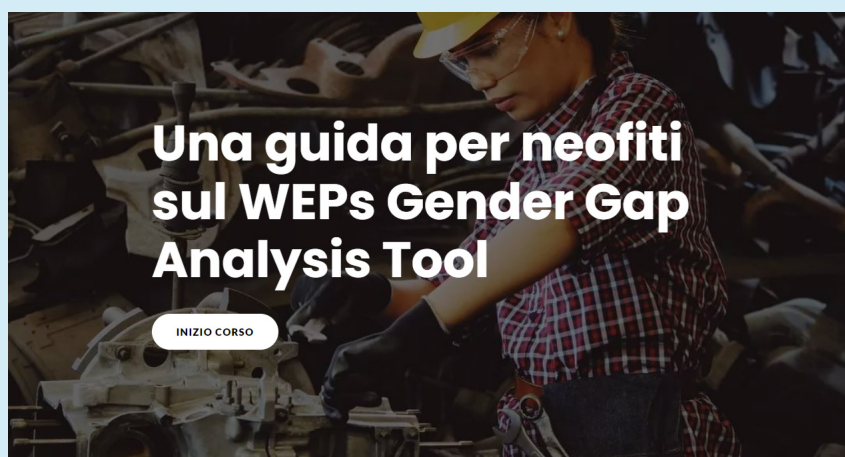 Una guida per neofiti
sul WEPs Gender Gap
Analysis Tool
INIZIO CORSO